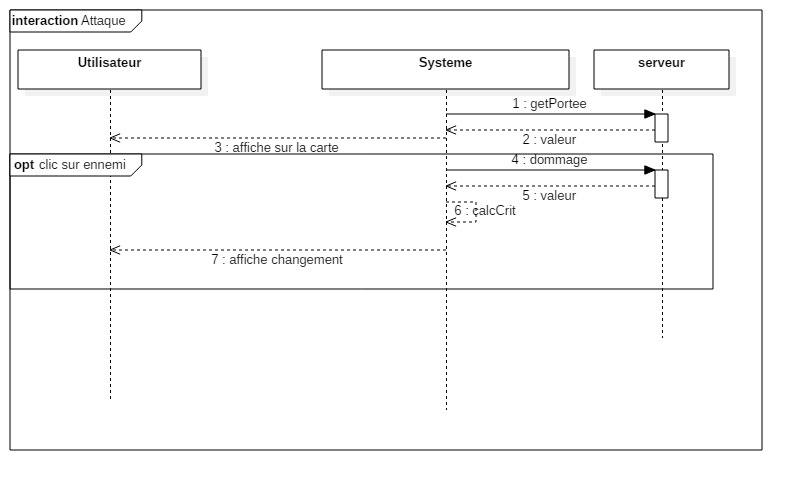 interaction Attaque
Utilisateur
Systeme
serveur
1 : getPortee
2 : valeur
3 : affiche sur la carte
opt clic sur ennemi
4 : dommage
5 : valeur
6 : calcCrit
7 : affiche changement